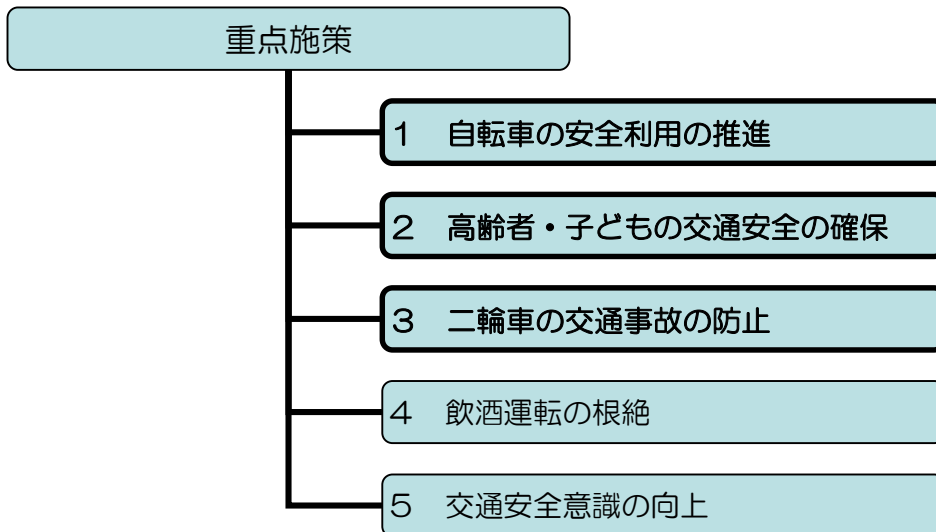 重点施策
１　自転車の安全利用の推進
２　高齢者・子どもの交通安全の確保
３　二輪車の交通事故の防止
４　飲酒運転の根絶
５　交通安全意識の向上